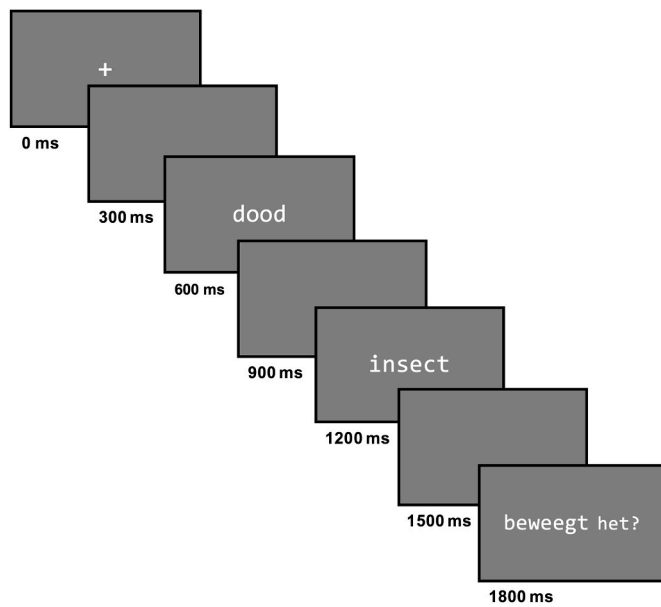 +
0 ms
300 ms
dood
600 ms
900 ms
insect
1200 ms
1500 ms
beweegt het?
1800 ms